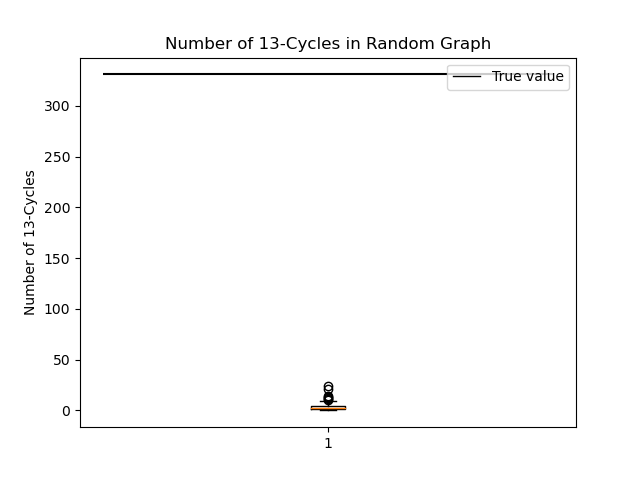 Number of 13-Cycles in Random Graph
True value
Number of 13-Cycles
300
250
200
150
100
50
0
1